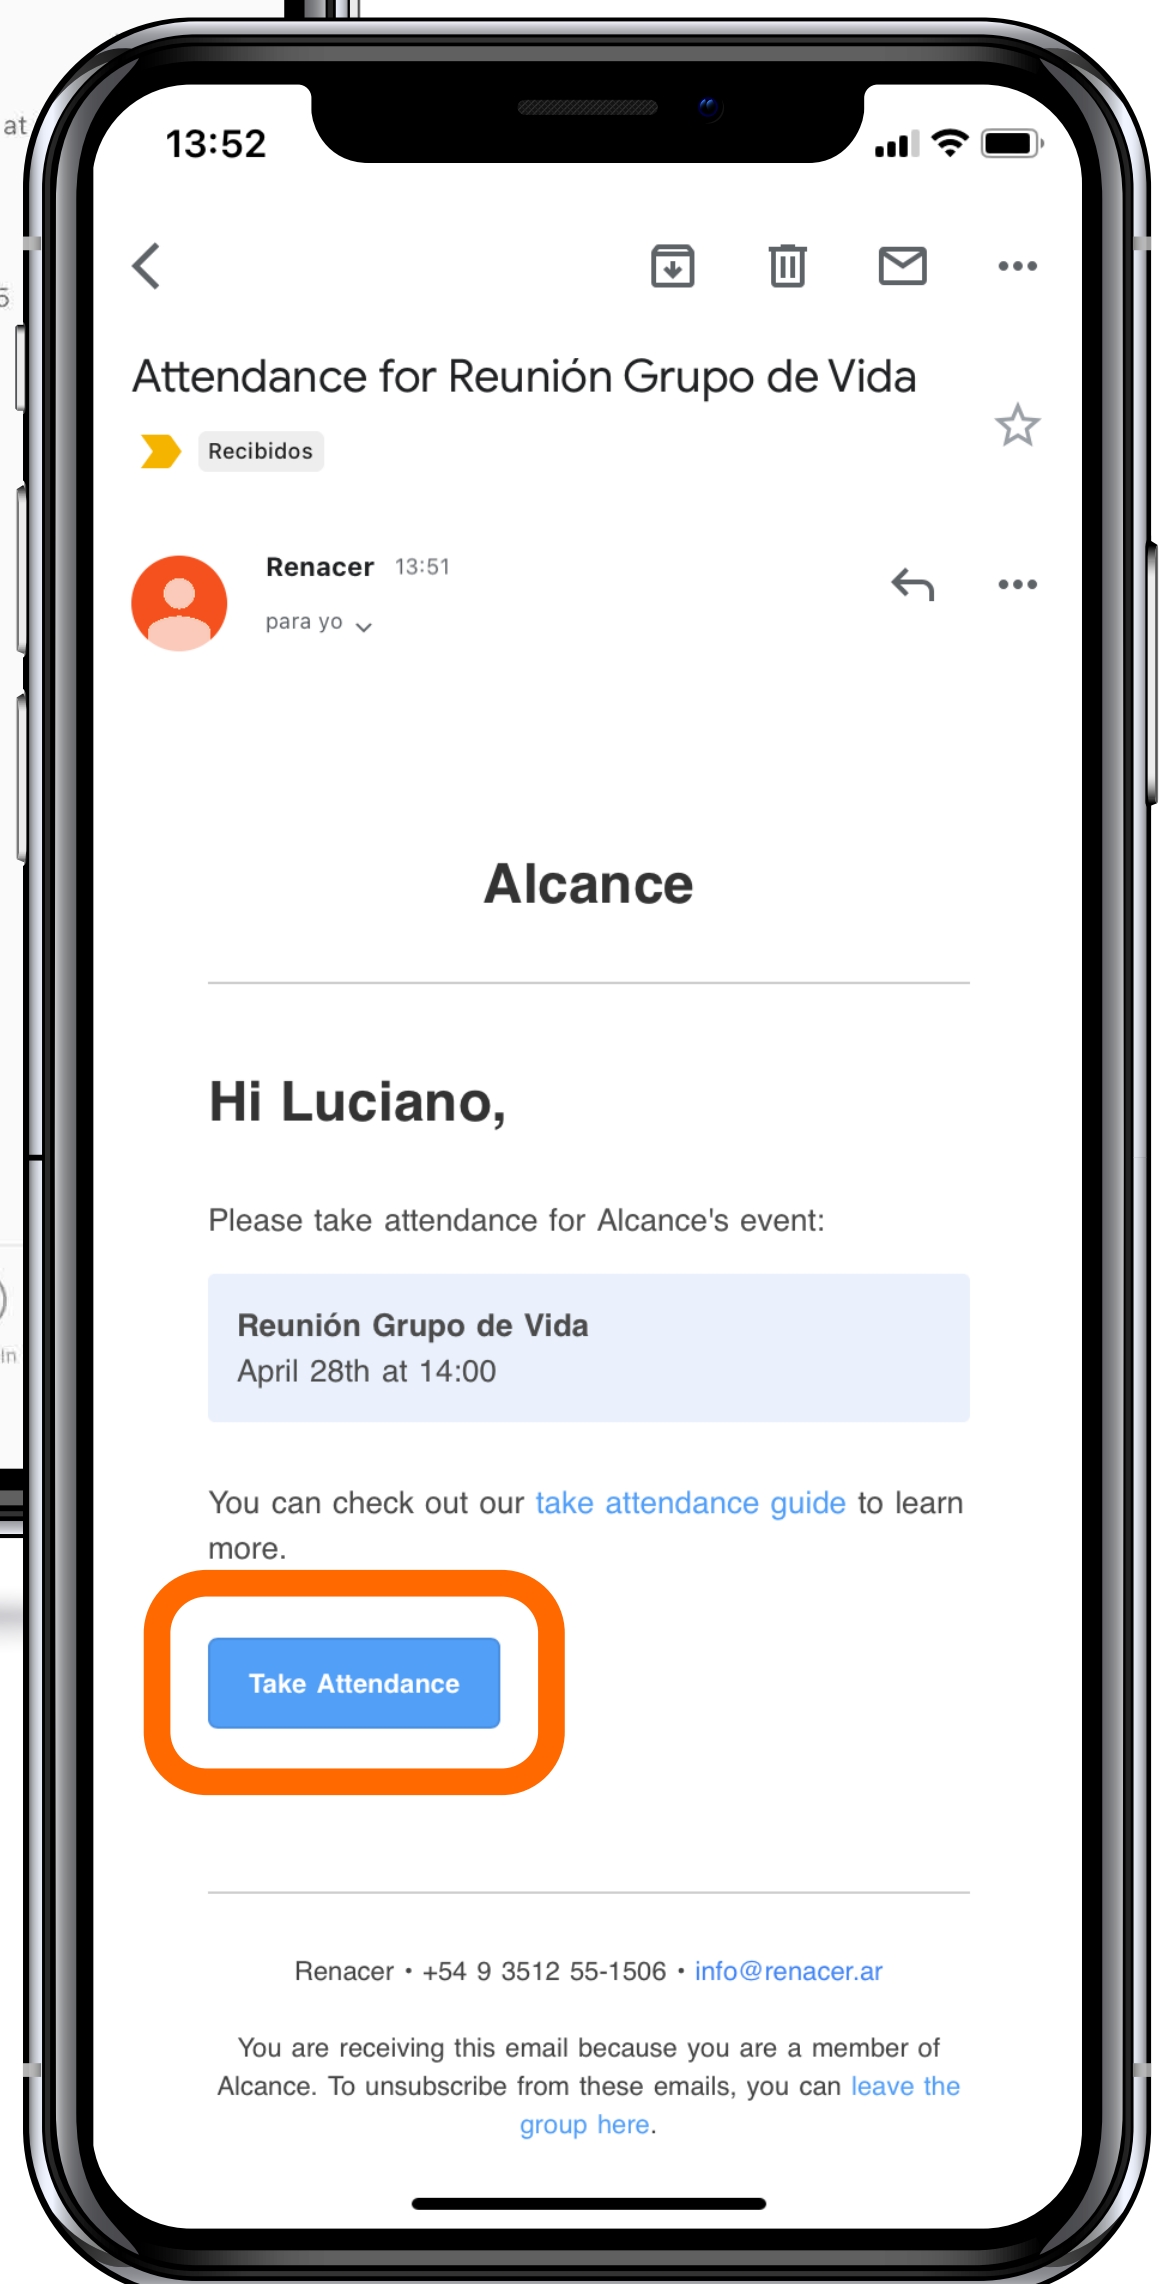 at
5
In
13:52
Attendance for Reunión Grupo de Vida
Recibidos
Renacer 13:51
para yo
Alcance
Hi Luciano,
Please take attendance for Alcance's event:
Reunión Grupo de Vida
April 28th at 14:00
You can check out our take attendance guide to learn
more.
Take Attendance
Renacer • +54 9 3512 55-1506 • info@renacer.ar
You are receiving this email because you are a member of
Alcance. To unsubscribe from these emails, you can leave the
group here.